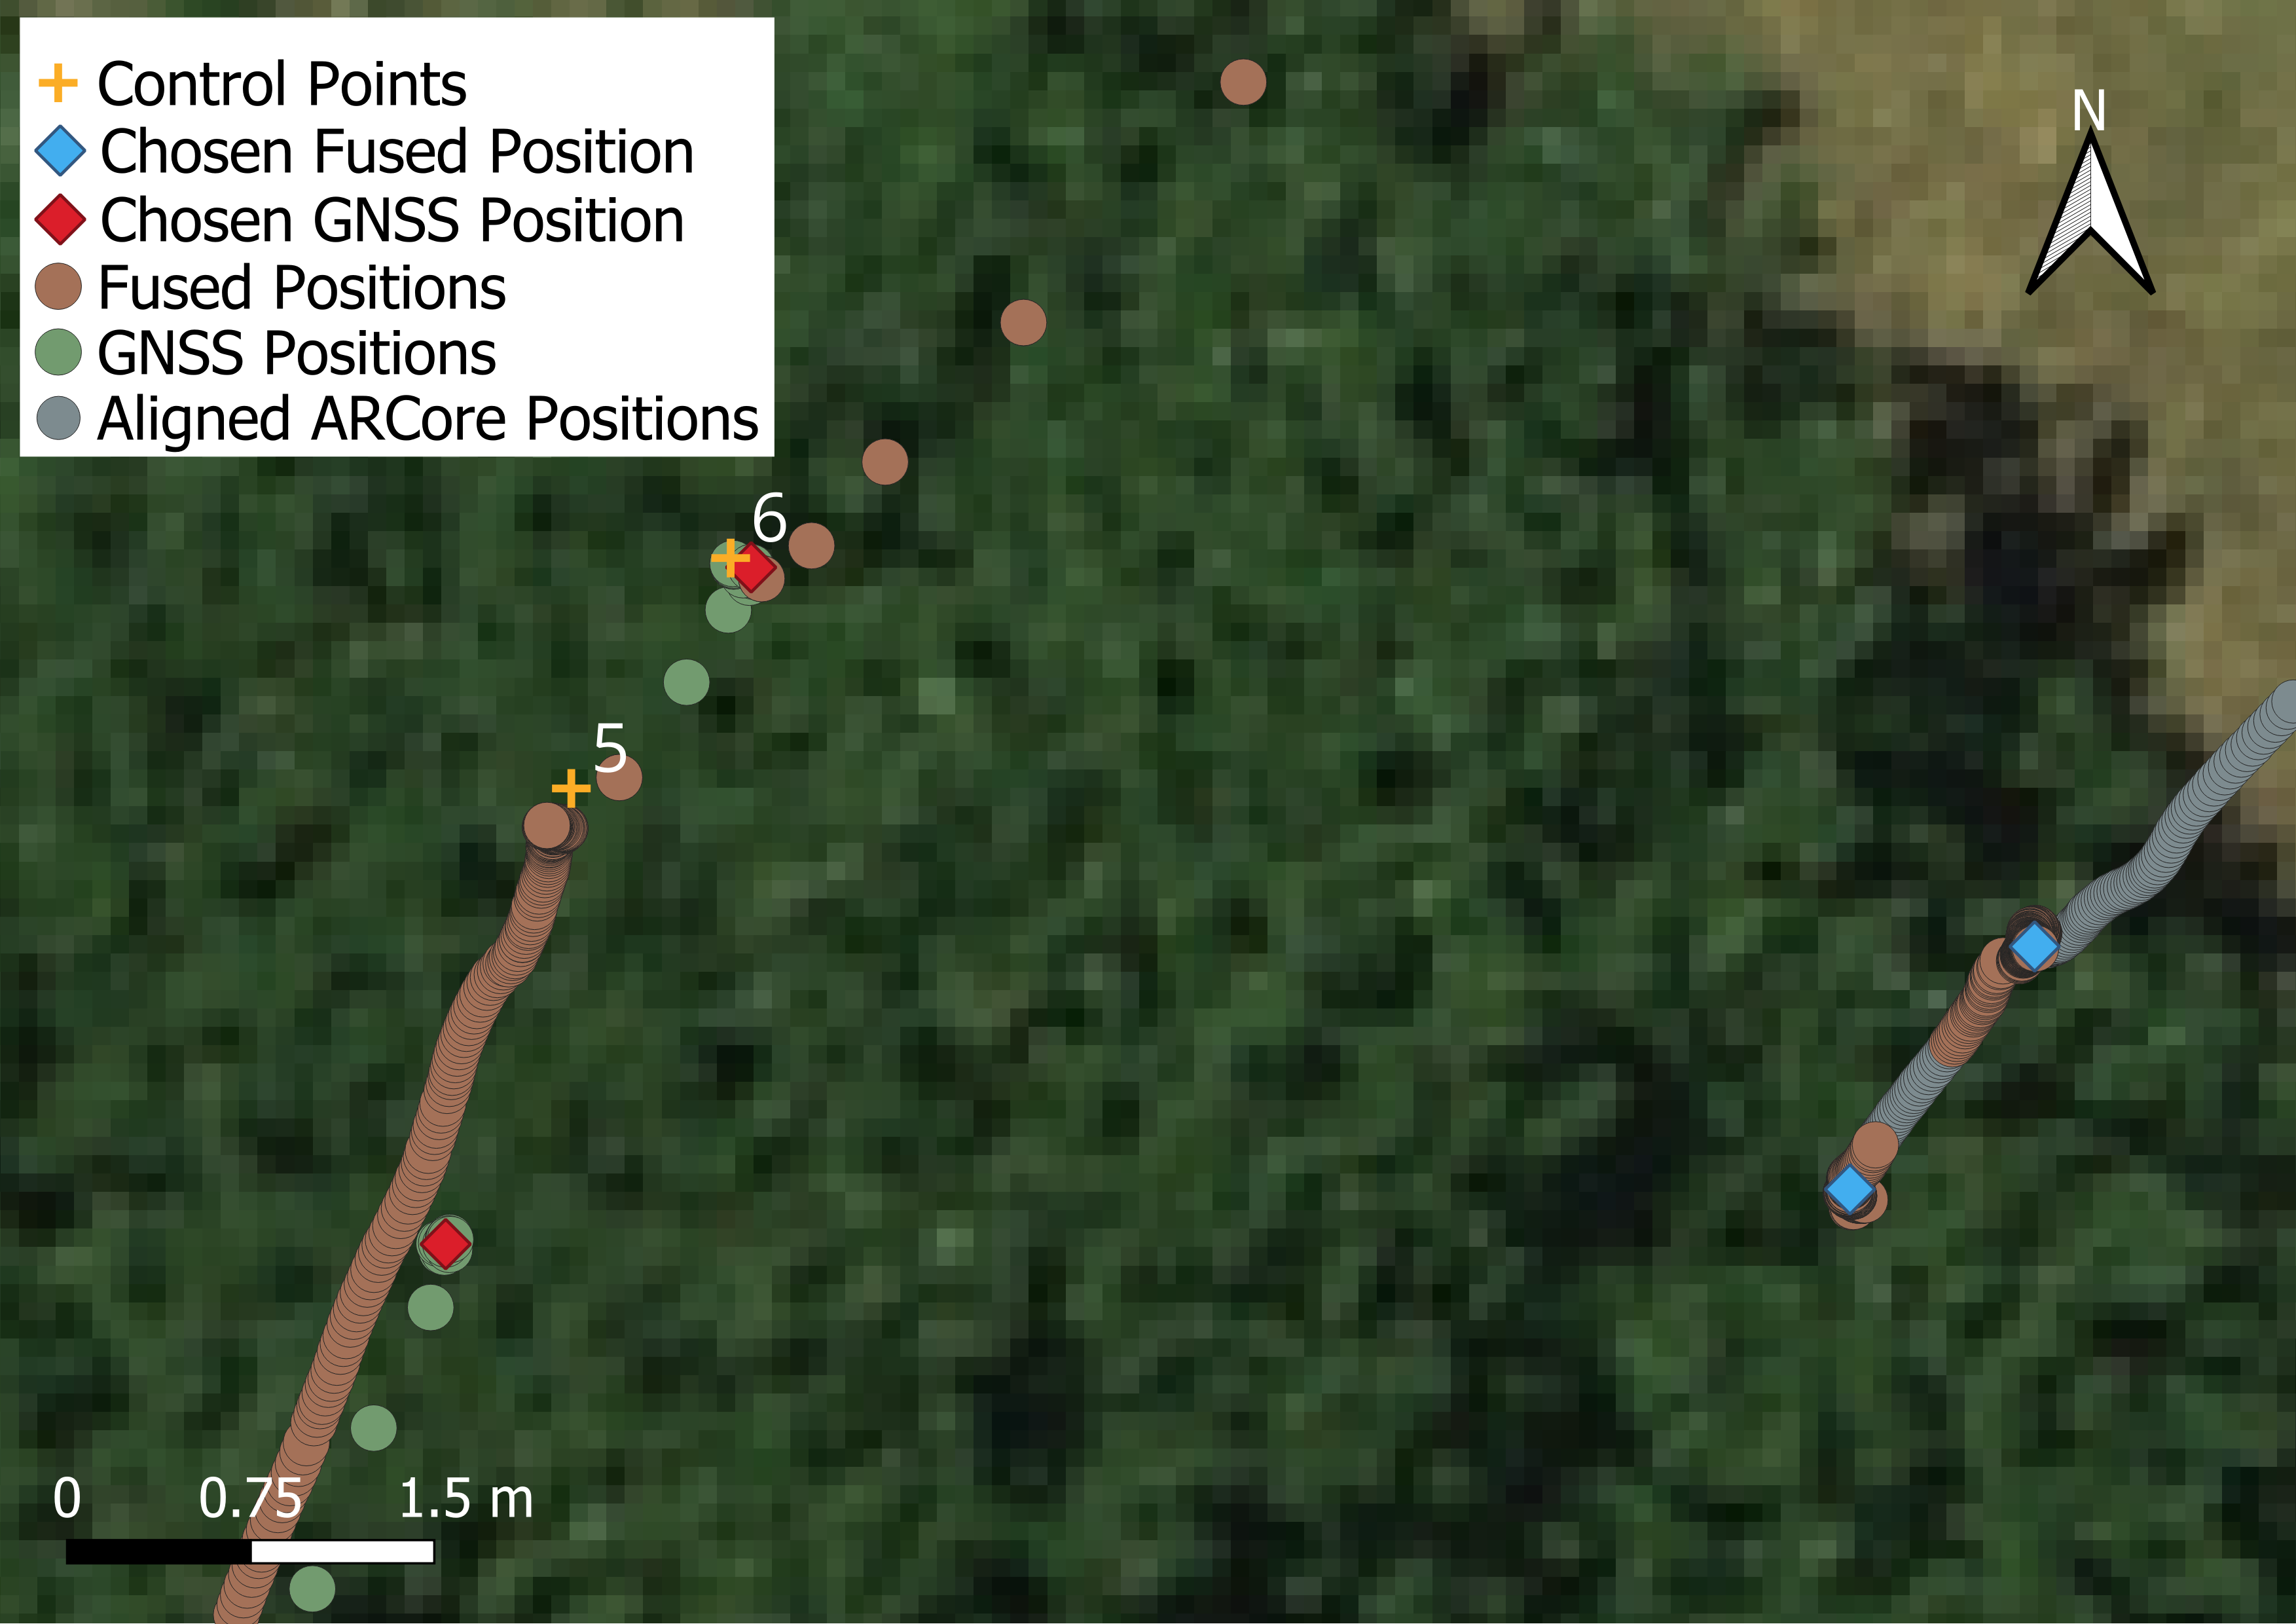 Control Points
Chosen Fused Position
Chosen GNSS Position
Fused Positions
GNSS Positions
Aligned ARCore Positions
N
6
5
0 0.75 1.5 m